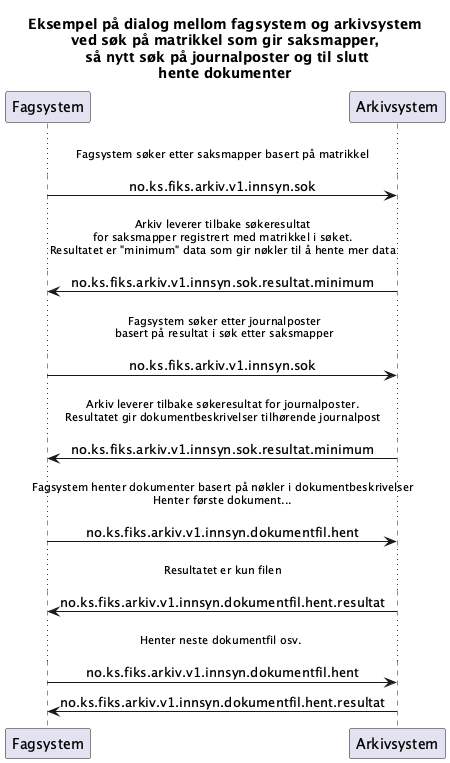 Eksempel på dialog mellom fagsystem og arkivsystem
ved søk på matrikkel som gir saksmapper,
så nytt søk på journalposter og til slutt
hente dokumenter
Fagsystem
Arkivsystem
Fagsystem søker etter saksmapper basert på matrikkel
no.ks.fiks.arkiv.v1.innsyn.sok
Arkiv leverer tilbake søkeresultat
for saksmapper registrert med matrikkel i søket.
Resultatet er "minimum" data som gir nøkler til å hente mer data
no.ks.fiks.arkiv.v1.innsyn.sok.resultat.minimum
Fagsystem søker etter journalposter
basert på resultat i søk etter saksmapper
no.ks.fiks.arkiv.v1.innsyn.sok
Arkiv leverer tilbake søkeresultat for journalposter.
Resultatet gir dokumentbeskrivelser tilhørende journalpost
no.ks.fiks.arkiv.v1.innsyn.sok.resultat.minimum
Fagsystem henter dokumenter basert på nøkler i dokumentbeskrivelser
Henter første dokument...
no.ks.fiks.arkiv.v1.innsyn.dokumentfil.hent
Resultatet er kun filen
no.ks.fiks.arkiv.v1.innsyn.dokumentfil.hent.resultat
Henter neste dokumentfil osv.
no.ks.fiks.arkiv.v1.innsyn.dokumentfil.hent
no.ks.fiks.arkiv.v1.innsyn.dokumentfil.hent.resultat
Fagsystem
Arkivsystem